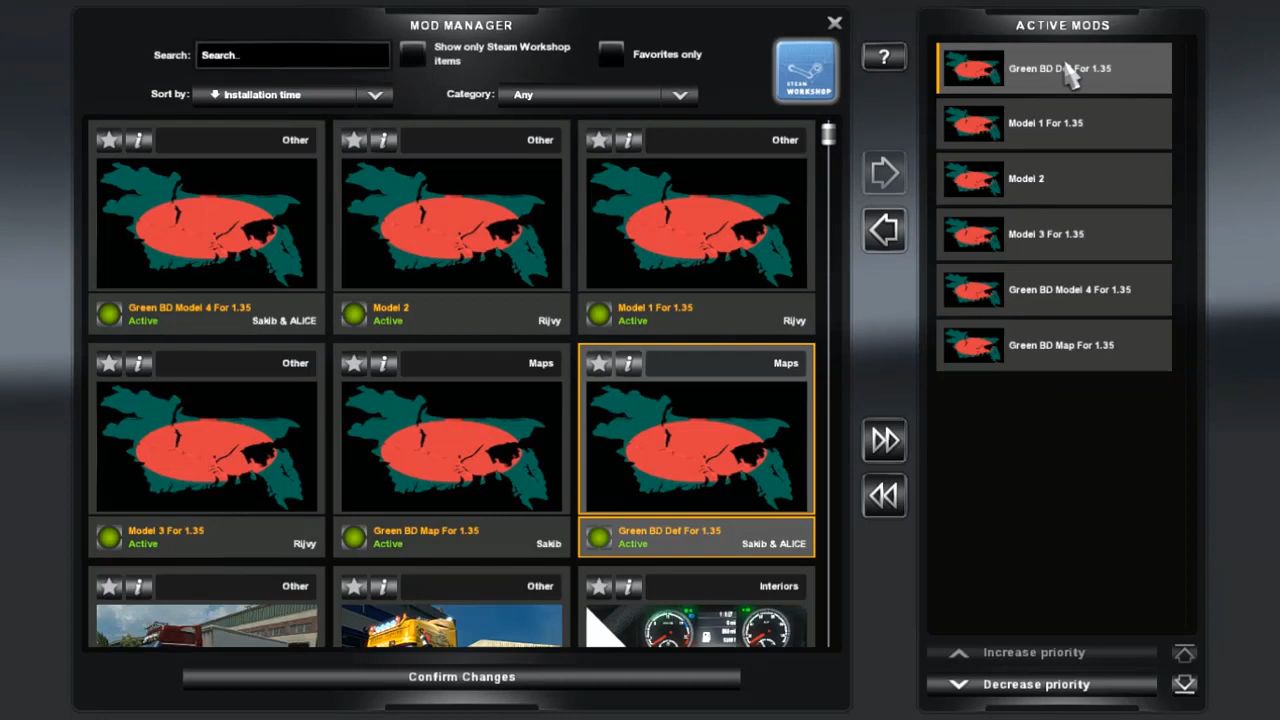 MOD MANAGER
Search:
Search..
Show only Steam Workshop
items
Favorites only
STEAM
WORKSHOP
Sort by:
Installation time
Category:
Any
Other
Other
Other
Green BD Model 4 For 1.35
Active
Sakib & ALICE
Model 2
Active
Rijvy
Model 1 For 1.35
Active
Rijvy
Other
Maps
Maps
Model 3 For 1.35
Active
Rijvy
Green BD Map For 1.35
Active
Sakib
Green BD Def For 1.35
Active
Sakib & ALICE
Other
Other
Interiors
Confirm Changes
?
ACTIVE MODS
Green BD D For 1.35
Model 1 For 1.35
Model 2
Model 3 For 1.35
Green BD Model 4 For 1.35
Green BD Map For 1.35
Increase priority
Decrease priority